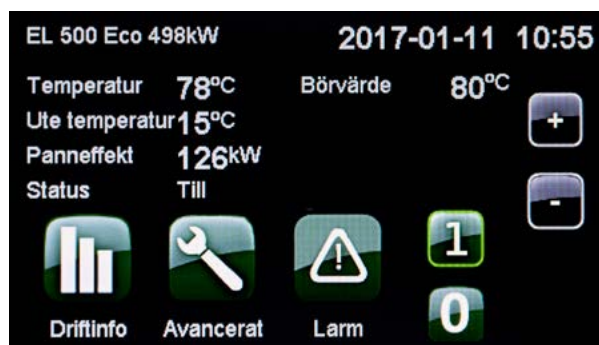 EL 500 Eco 498kW 2017-01-11 10:55
Temperatur 78°C Börvärde 80°C
Ute temperatur 15°C
+
Panneffekt 126kW
Status Till
-
1
0
Driftinfo Avancerat Larm